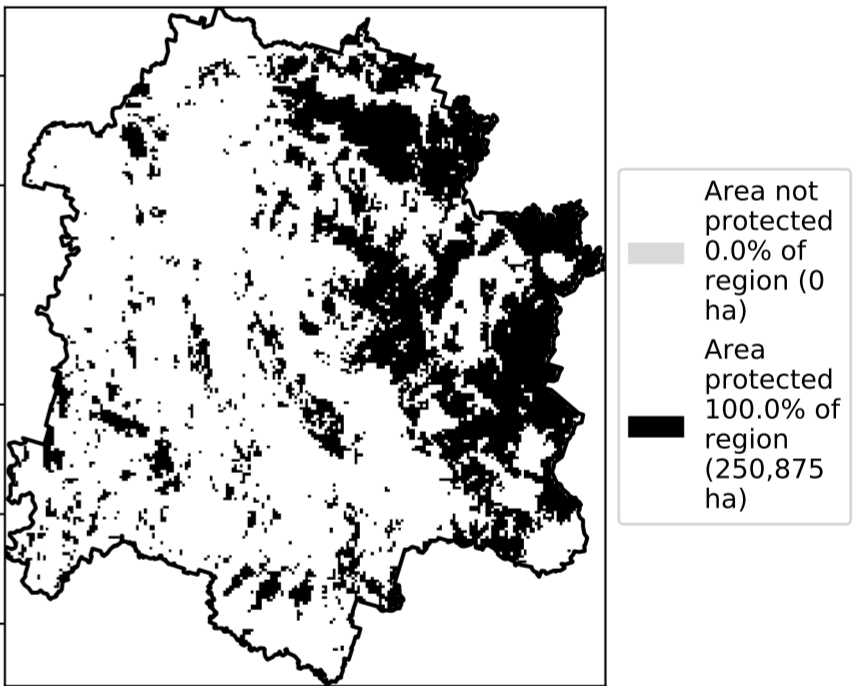 Area not
protected
0.0% of
region (0
ha)
Area
protected
100.0% of
region
(250,875
ha)